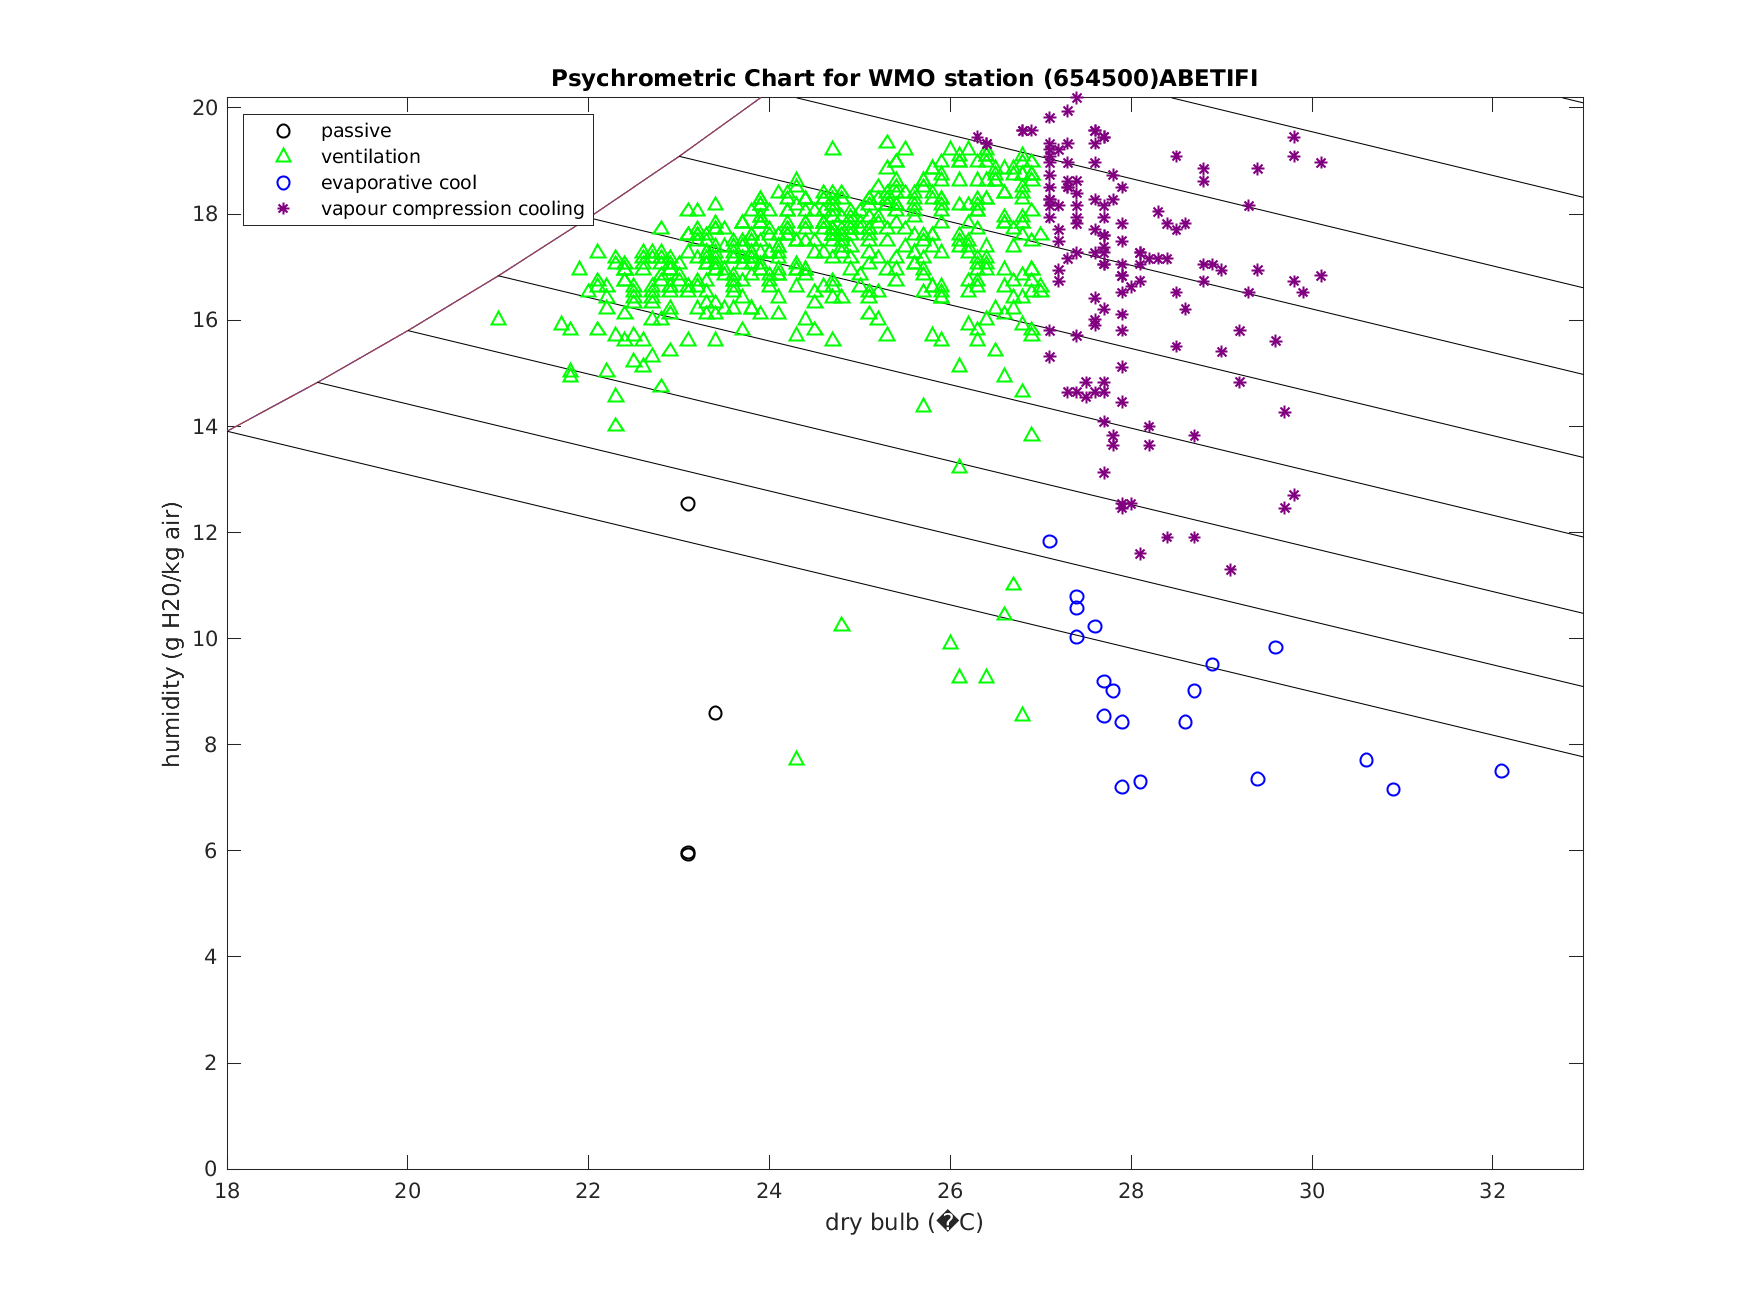 Psychrometric Chart for WMO station (654500)ABETIFI
passive
ventilation
evaporative cool
vapour compression cooling
humidity (g H20/kg air)
20
18
16
14
12
10
8
6
4
2
0
18 20 22 24 26 28 30 32
dry bulb (�C)